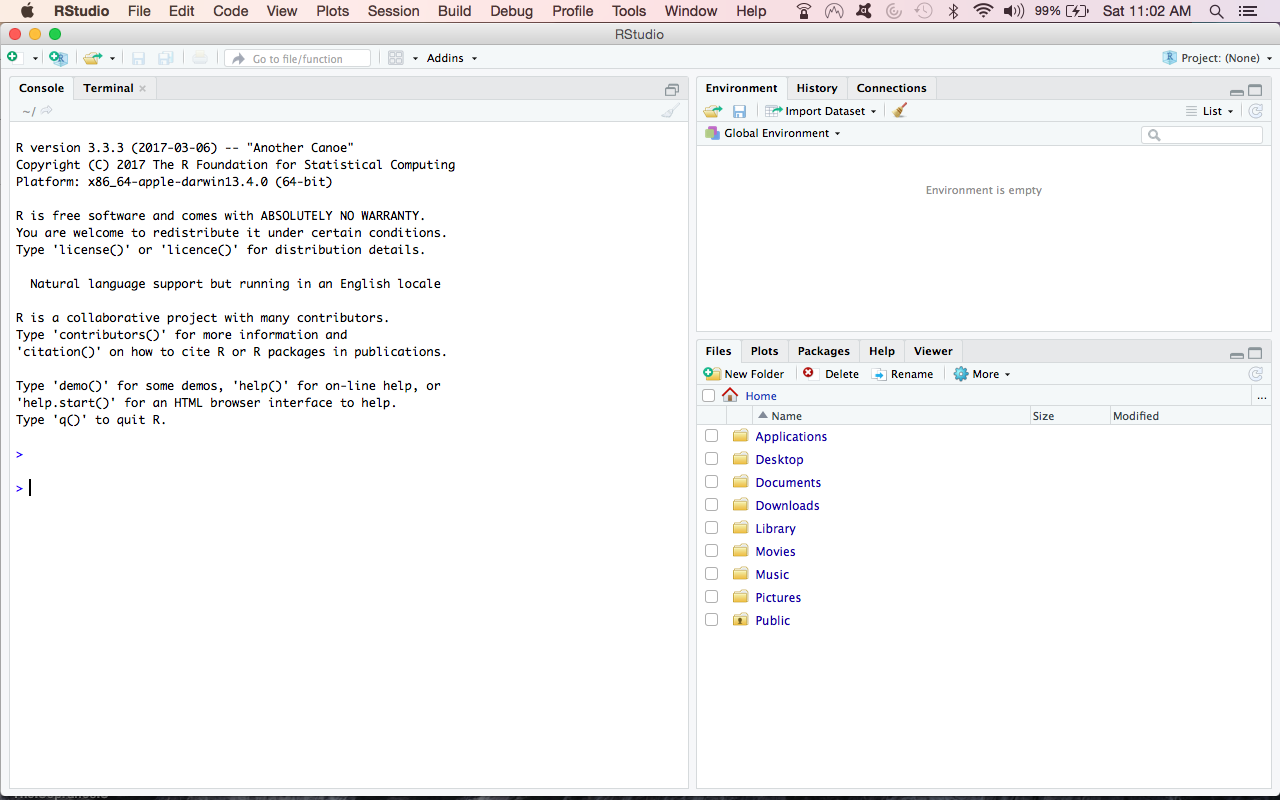 RStudio File Edit Code View Plots Session Build Debug Profile Tools Window Help 99% Sat 11:02 AM
RStudio
Go to file/function Addins Project: (None)
Console Terminal
~/
R version 3.3.3 (2017-03-06) -- "Another Canoe"
Copyright (C) 2017 The R Foundation for Statistical Computing
Platform: x86_64-apple-darwin13.4.0 (64-bit)
R is free software and comes with ABSOLUTELY NO WARRANTY.
You are welcome to redistribute it under certain conditions.
Type 'license()' or 'licence()' for distribution details.
Natural language support but running in an English locale
R is a collaborative project with many contributors.
Type 'contributors()' for more information and
'citation()' on how to cite R or R packages in publications.
Type 'demo()' for some demos, 'help()' for on-line help, or
'help.start()' for an HTML browser interface to help.
Type 'q()' to quit R.
>
>
Environment History Connections
Import Dataset List
Global Environment
Environment is empty
Files Plots Packages Help Viewer
New Folder Delete Rename More
Home ...
Name Size Modified
Applications
Desktop
Documents
Downloads
Library
Movies
Music
Pictures
Public